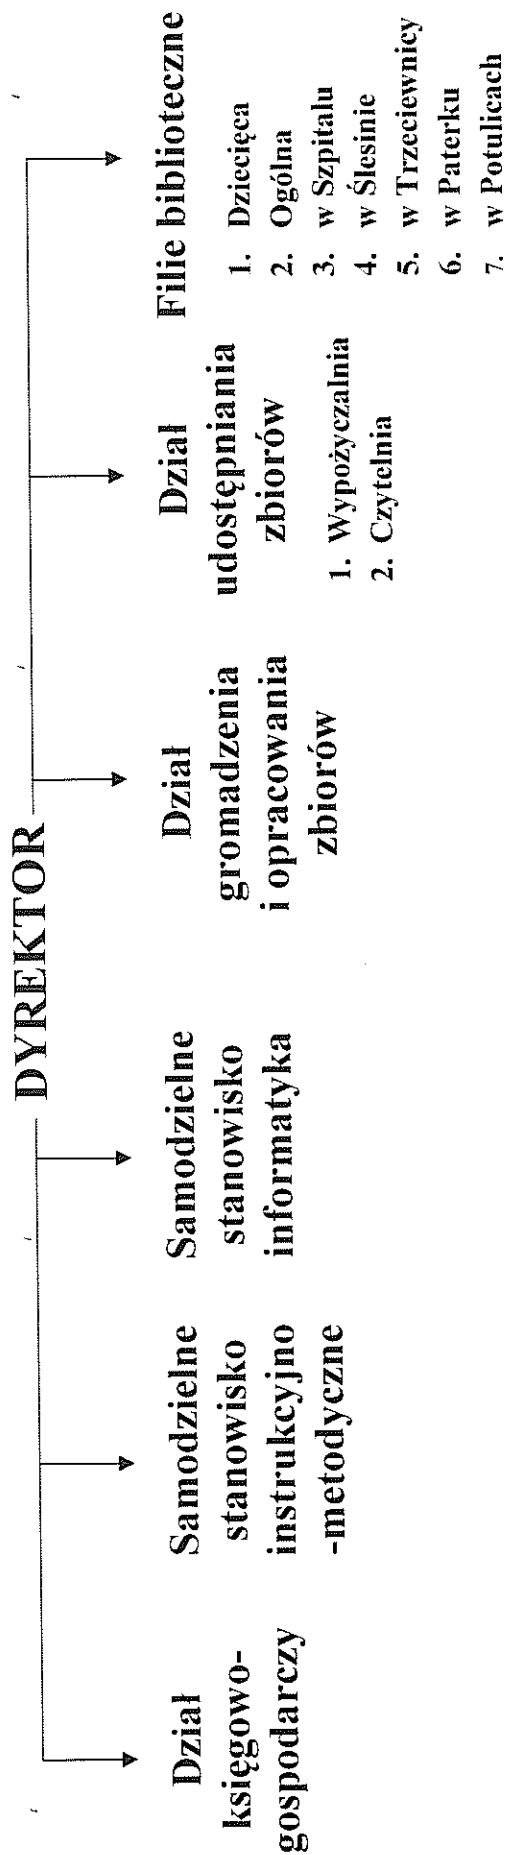 DYREKTOR
Dział
księgowo-
gospodarczy
Samodzielne
stanowisko
instrukcyjno
-metodyczne
Samodzielne
stanowisko
informatyka
Dział
gromadzenia
i opracowania
zbiorów
Dział
udostępniania
zbiorów
1. Wypożyczalnia
2. Czytelnia
Filie biblioteczne
1. Dziecięca
2. Ogólna
3. w Szpitalu
4. w Ślesinie
5. w Trzeciewnicy
6. w Paterku
7. w Potulicach